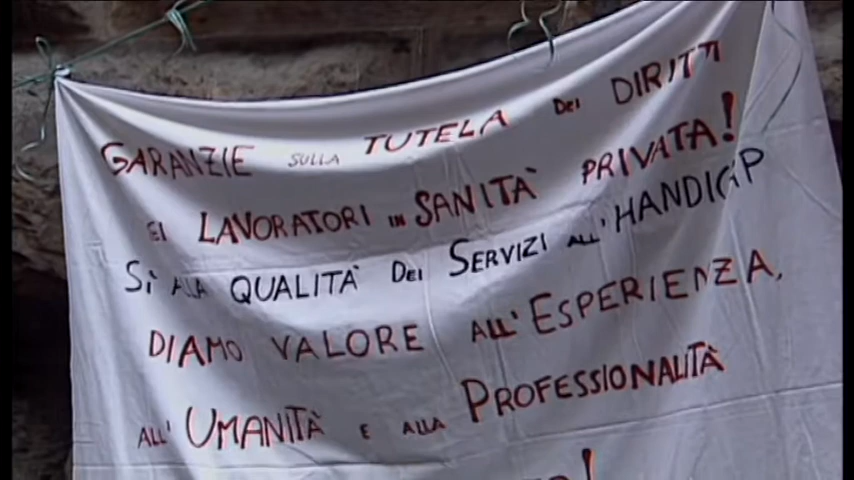 GARANZIE SULLA TUTELA DEI DIRITTI
EI LAVORATORI IN SANITÀ PRIVATA!
SÌ ALLA QUALITÀ DEI SERVIZI ALL'HANDICAP
DIAMO VALORE ALL'ESPERIENZA,
ALL'UMANITÀ E ALLA PROFESSIONALITÀ